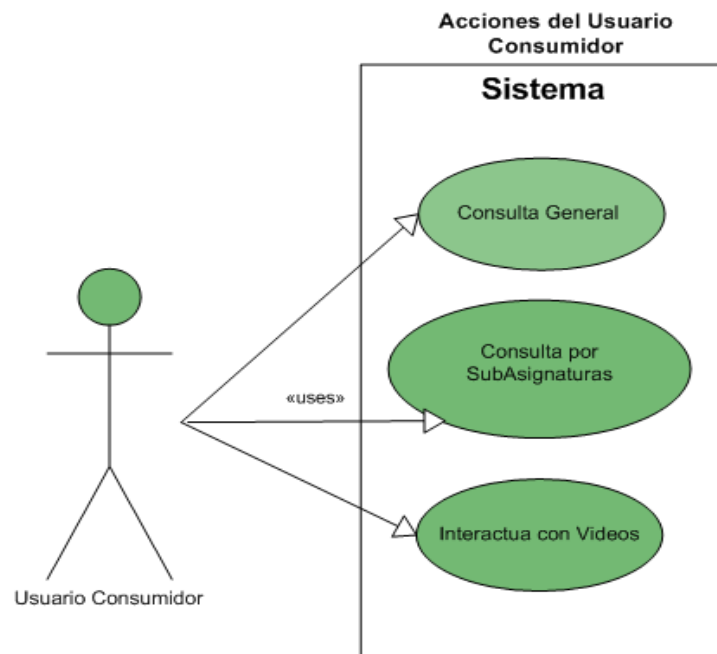 Acciones del Usuario
Consumidor
Sistema
Consulta General
Consulta por
SubAsignaturas
«uses»
Interactua con Videos
Usuario Consumidor